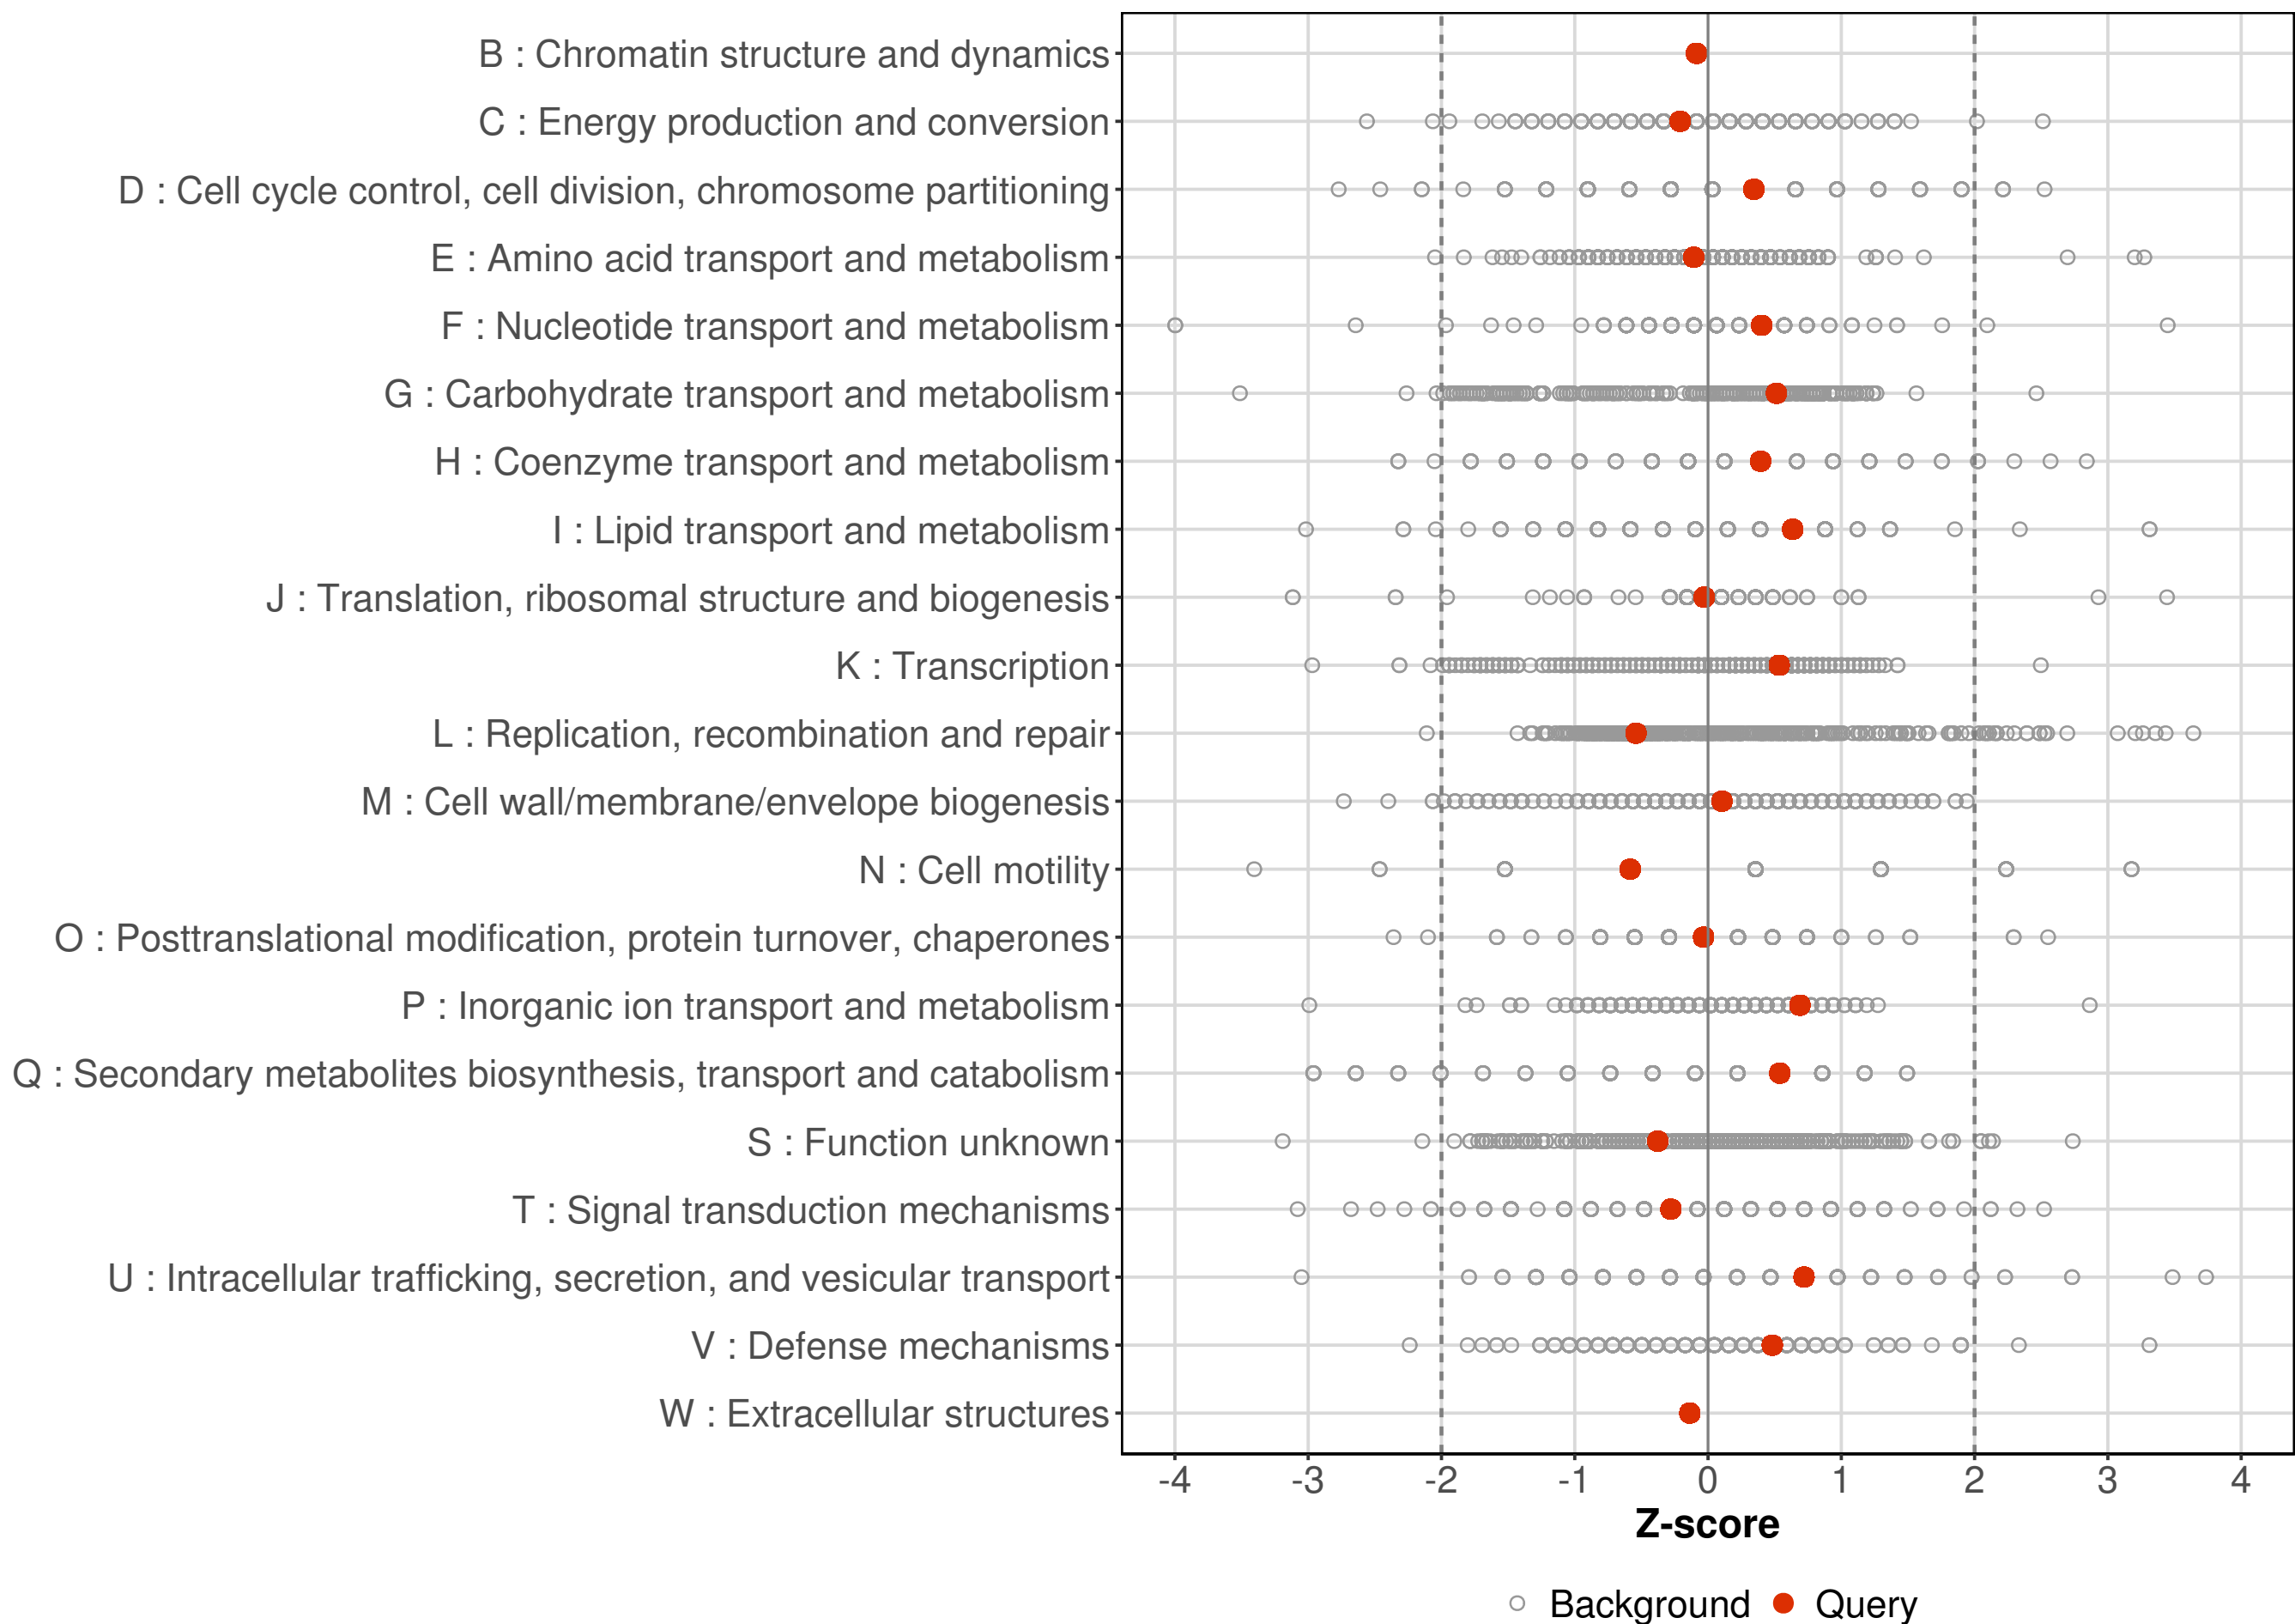 B : Chromatin structure and dynamics
C : Energy production and conversion
D : Cell cycle control, cell division, chromosome partitioning
E : Amino acid transport and metabolism
F : Nucleotide transport and metabolism
G : Carbohydrate transport and metabolism
H : Coenzyme transport and metabolism
I : Lipid transport and metabolism
J : Translation, ribosomal structure and biogenesis
K : Transcription
L : Replication, recombination and repair
M : Cell wall/membrane/envelope biogenesis
N : Cell motility
O : Posttranslational modification, protein turnover, chaperones
P : Inorganic ion transport and metabolism
Q : Secondary metabolites biosynthesis, transport and catabolism
S : Function unknown
T : Signal transduction mechanisms
U : Intracellular trafficking, secretion, and vesicular transport
V : Defense mechanisms
W : Extracellular structures
-4 -3 -2 -1 0 1 2 3 4
Z-score
Background Query